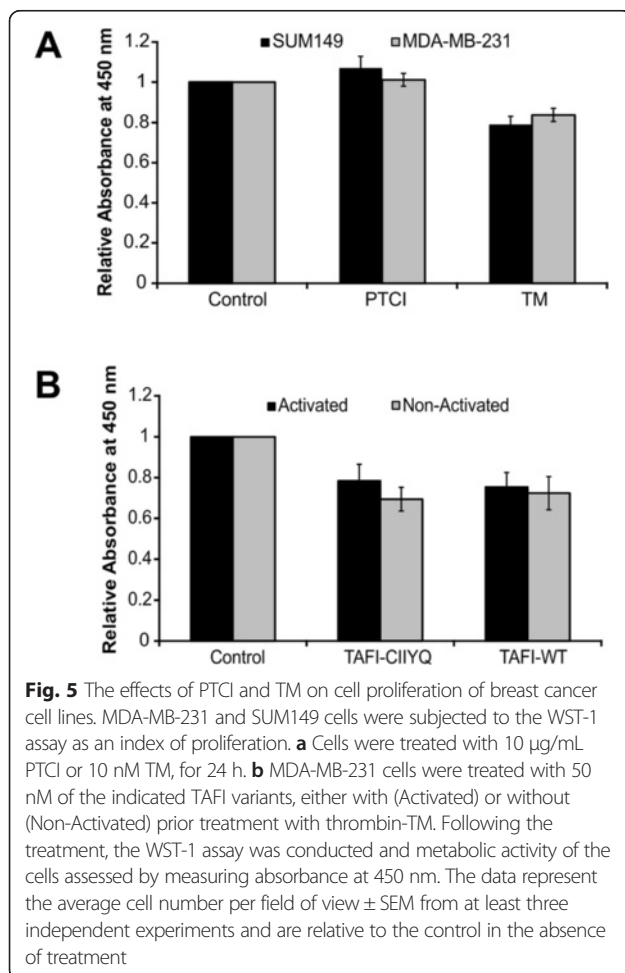 A
SUM149 MDA-MB-231
Relative Absorbance at 450 nm
1.2
1
0.8
0.6
0.4
0.2
0
Control PTCI TM
B
Activated Non-Activated
Relative Absorbance at 450 nm
1.2
1
0.8
0.6
0.4
0.2
0
Control TAFI-CIIYQ TAFI-WT
Fig. 5 The effects of PTCI and TM on cell proliferation of breast cancer
cell lines. MDA-MB-231 and SUM149 cells were subjected to the WST-1
assay as an index of proliferation. a Cells were treated with 10 μg/mL
PTCI or 10 nM TM, for 24 h. b MDA-MB-231 cells were treated with 50
nM of the indicated TAFI variants, either with (Activated) or without
(Non-Activated) prior treatment with thrombin-TM. Following the
treatment, the WST-1 assay was conducted and metabolic activity of the
cells assessed by measuring absorbance at 450 nm. The data represent
the average cell number per field of view ± SEM from at least three
independent experiments and are relative to the control in the absence
of treatment